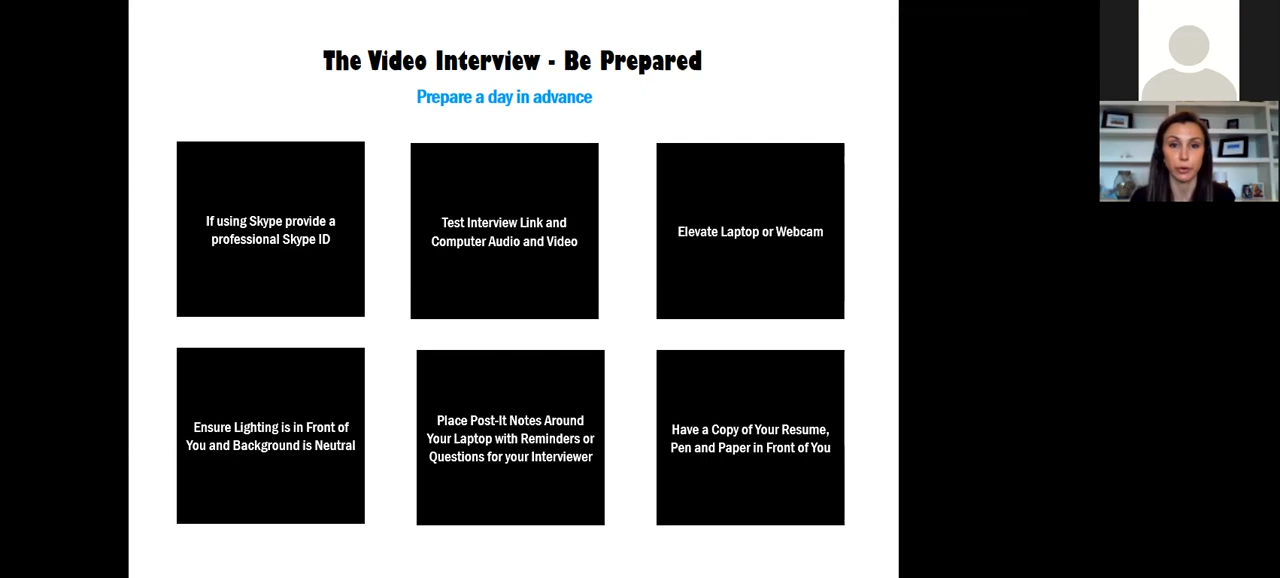 The Video Interview - Be Prepared
Prepare a day in advance
If using Skype provide a
professional Skype ID
Test Interview Link and
Computer Audio and Video
Elevate Laptop or Webcam
Ensure Lighting is in Front of
You and Background is Neutral
Place Post-It Notes Around
Your Laptop with Reminders or
Questions for your Interviewer
Have a Copy of Your Resume,
Pen and Paper in Front of You